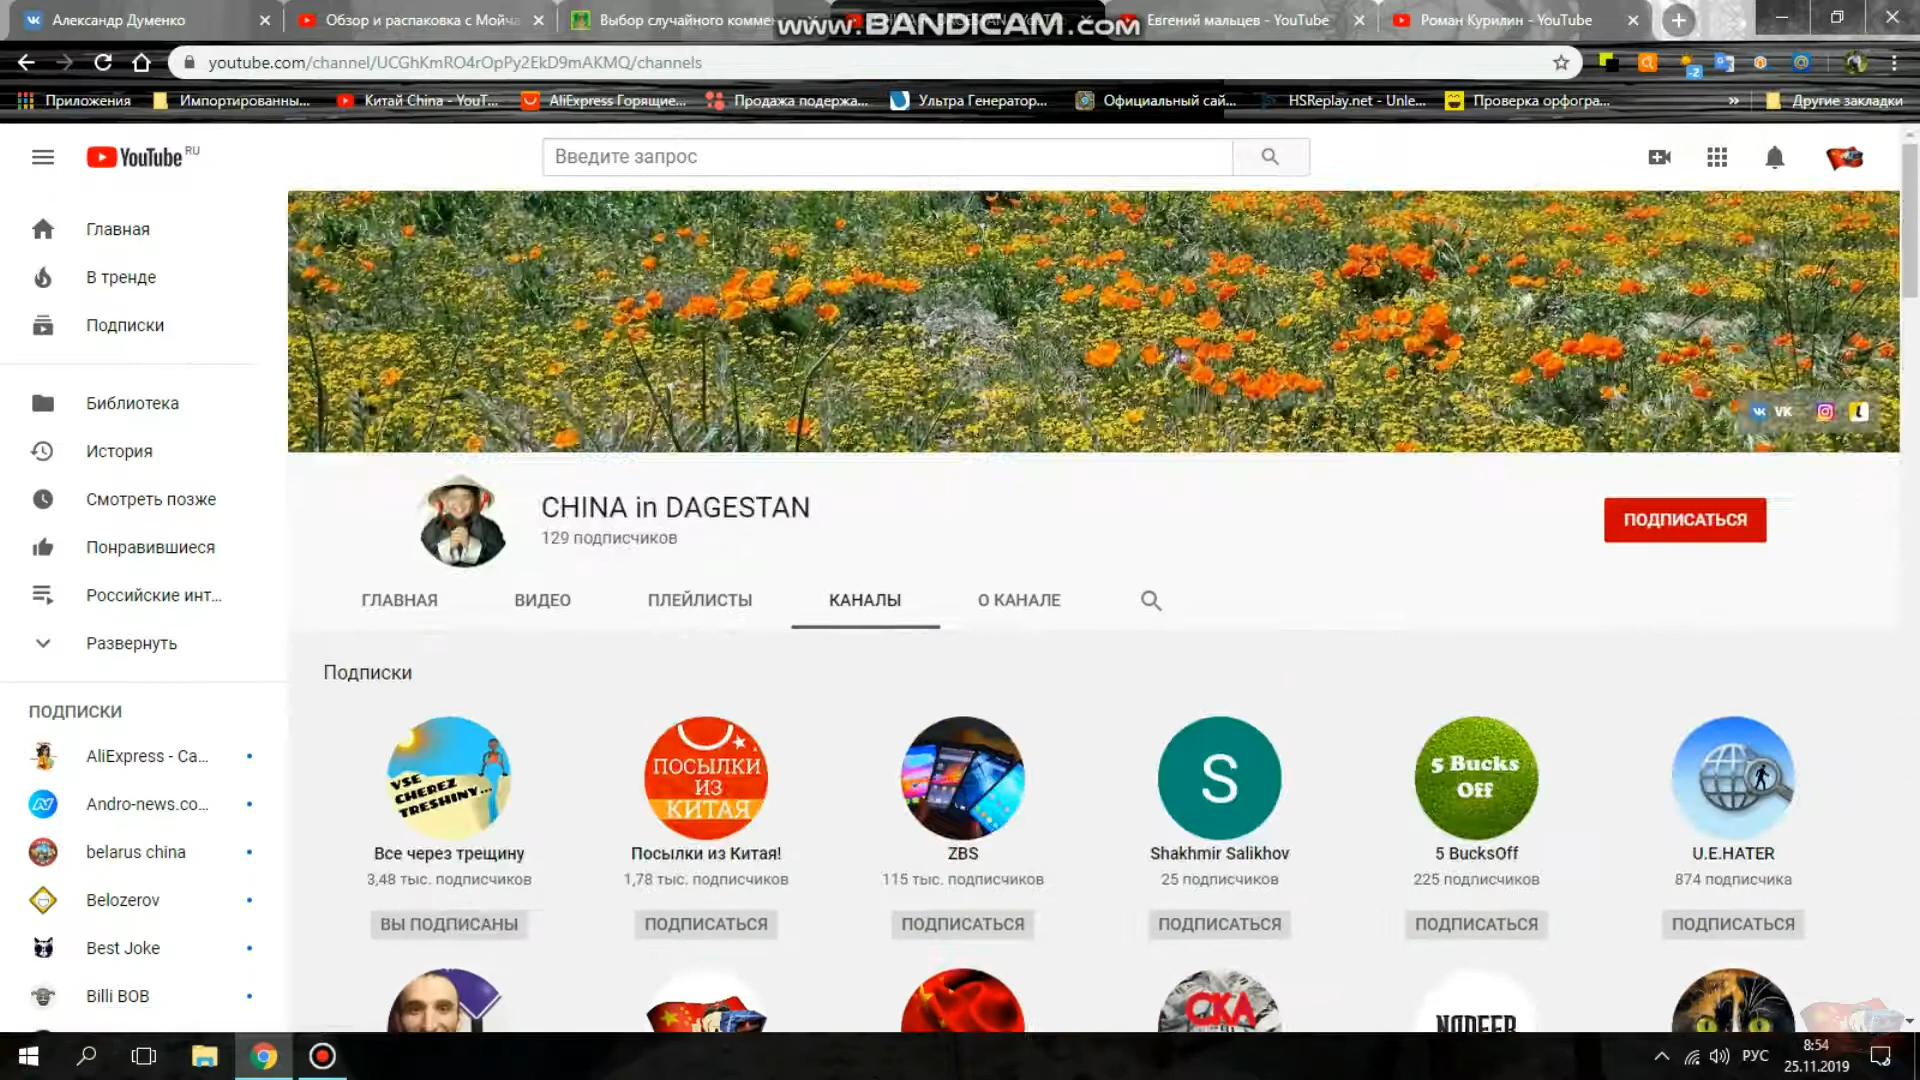 Александр Думенко
Обзор и распаковка с Мойча
Выбор случайного комме
www.BANDICAM.com
Евгений мальцев - YouTube
Роман Курилин - YouTube
youtube.com/channel/UCGhKmRO4rOpPy2EkD9mAKMQ/channels
Приложения
Импортированны...
Китай China - YouT...
AliExpress Горящие...
Продажа подержа...
Ультра Генератор...
Официальный сай...
HSReplay.net - Unle...
Проверка орфогра...
»
Другие закладки
YouTube RU
Введите запрос
Главная
В тренде
Подписки
Библиотека
История
Смотреть позже
Понравившиеся
Российские инт...
Развернуть
ПОДПИСКИ
AliExpress - Ca...
Andro-news.co...
belarus china
Belozerov
Best Joke
Billi BOB
VK
CHINA in DAGESTAN
129 подписчиков
ПОДПИСАТЬСЯ
ГЛАВНАЯ
ВИДЕО
ПЛЕЙЛИСТЫ
КАНАЛЫ
О КАНАЛЕ
Подписки
VSE
CHEREZ
TRESHINY...
Все через трещину
3,48 тыс. подписчиков
ВЫ ПОДПИСАНЫ
ПОСЫЛКИ
ИЗ
КИТАЯ
Посылки из Китая!
1,78 тыс. подписчиков
ПОДПИСАТЬСЯ
ZBS
115 тыс. подписчиков
ПОДПИСАТЬСЯ
S
Shakhmir Salikhov
25 подписчиков
ПОДПИСАТЬСЯ
5 Bucks
Off
5 BucksOff
225 подписчиков
ПОДПИСАТЬСЯ
U.E.HATER
874 подписчика
ПОДПИСАТЬСЯ
СКА
РУС
8:54
25.11.2019
-2